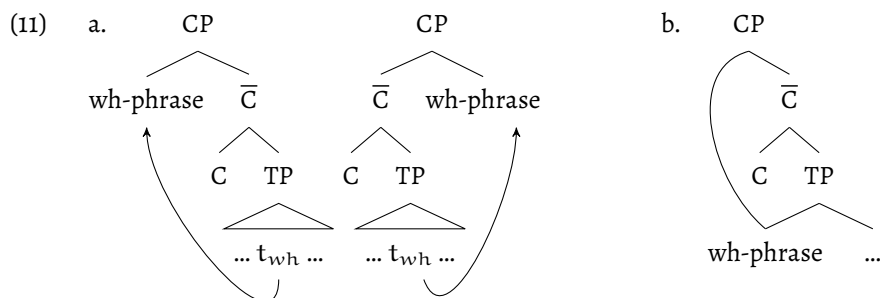 (11) a. CP CP b. CP
wh-phrase C̅ C̅ wh-phrase C̅
C TP C TP C TP
... t_wh ... ... t_wh ... wh-phrase ...